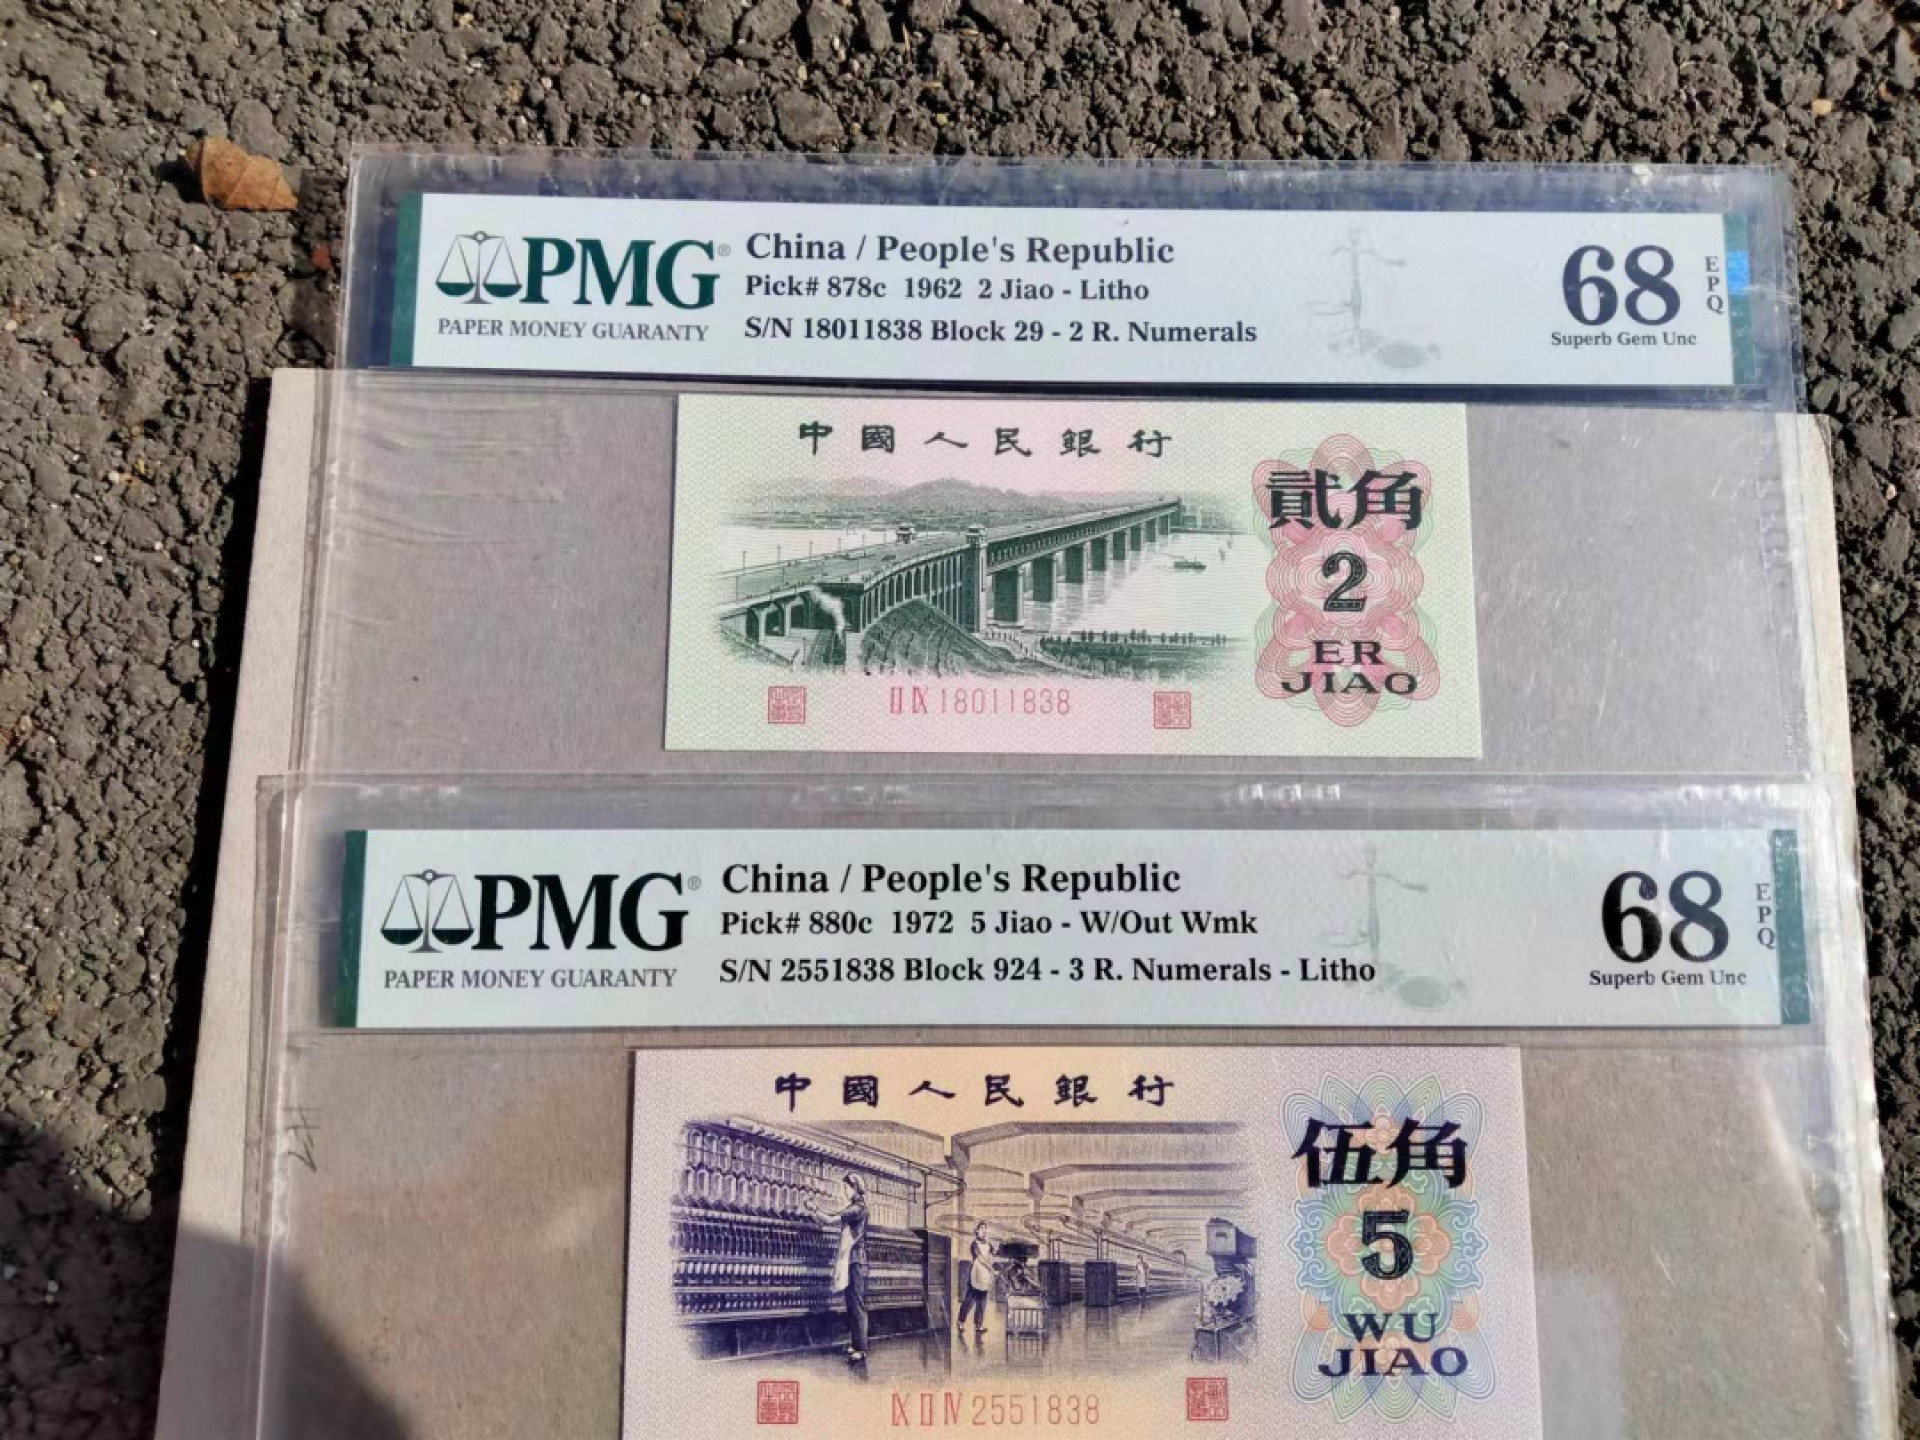 PMG®
PAPER MONEY GUARANTY
China / People's Republic
Pick# 878c 1962 2 Jiao - Litho
S/N 18011838 Block 29 - 2 R. Numerals
68
EPQ
Superb Gem Unc
中國人民銀行
貳角
2
ER
JIAO
ⅡⅨ 18011838
PMG®
PAPER MONEY GUARANTY
China / People's Republic
Pick# 880c 1972 5 Jiao - W/Out Wmk
S/N 2551838 Block 924 - 3 R. Numerals - Litho
68
EPQ
Superb Gem Unc
中國人民銀行
伍角
5
WU
JIAO
ⅨⅡⅣ 2551838